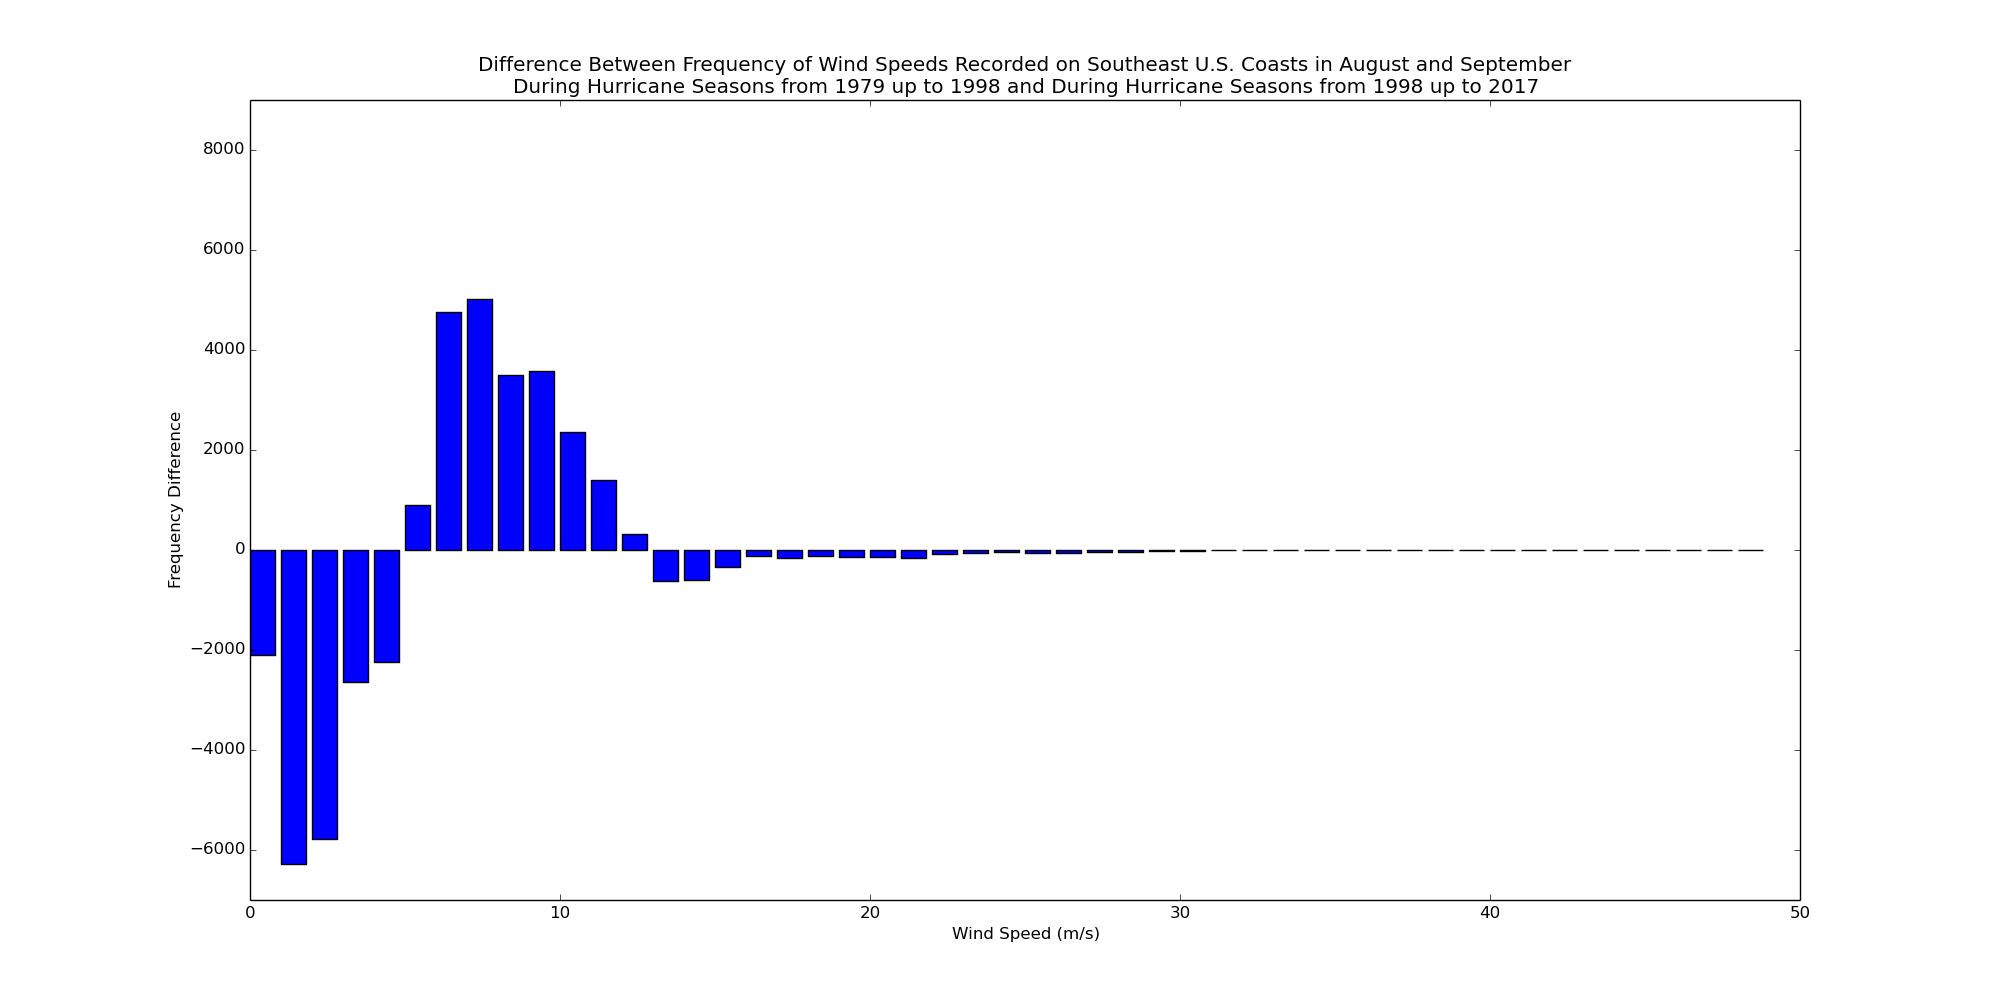 Difference Between Frequency of Wind Speeds Recorded on Southeast U.S. Coasts in August and September
During Hurricane Seasons from 1979 up to 1998 and During Hurricane Seasons from 1998 up to 2017
8000
6000
4000
2000
0
−2000
−4000
−6000
Frequency Difference
0 10 20 30 40 50
Wind Speed (m/s)